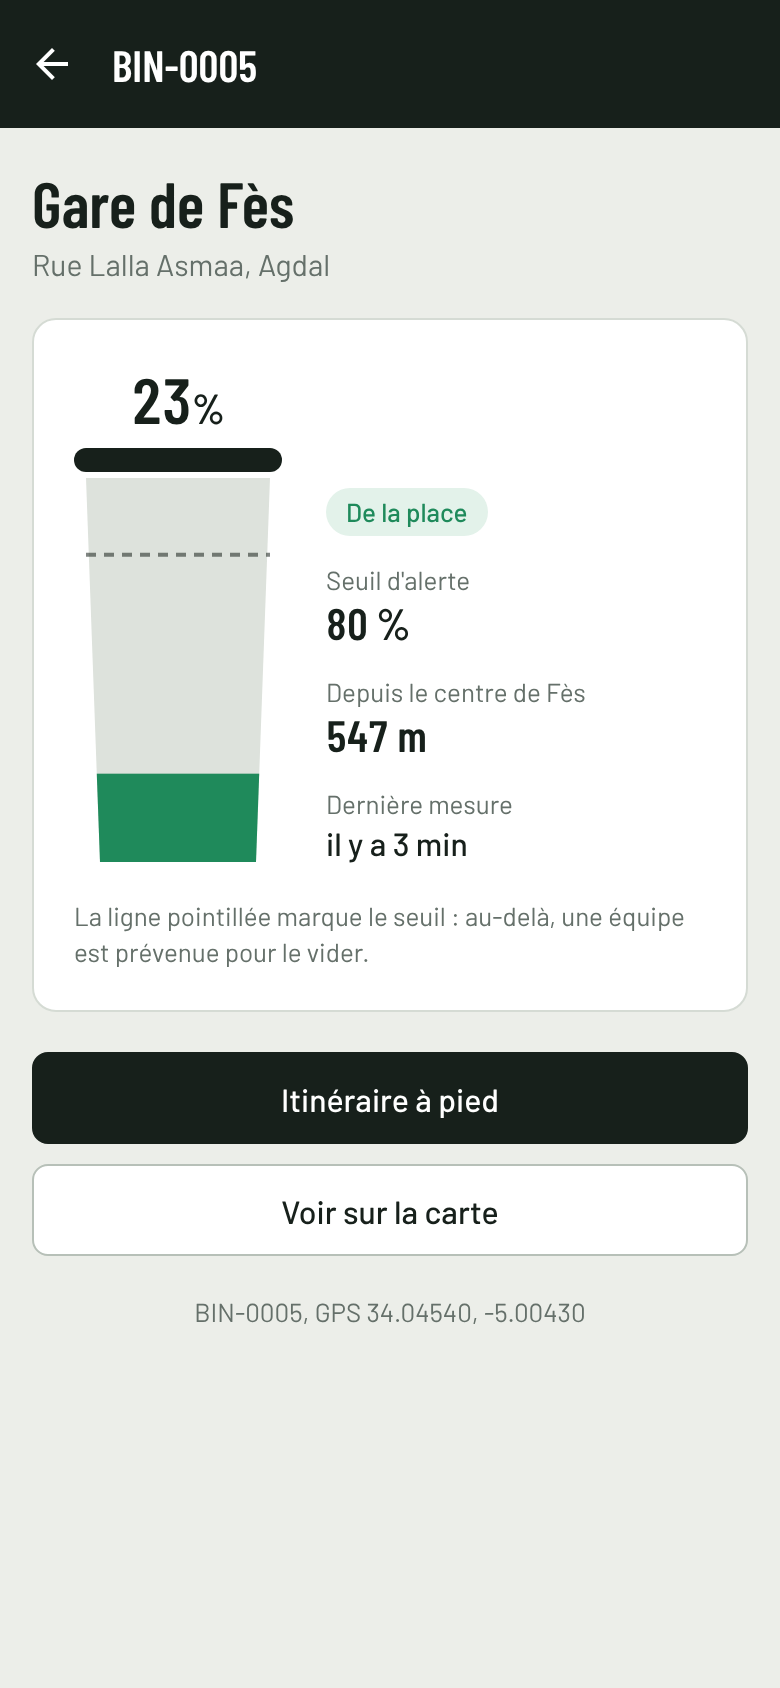 BIN-0005
Gare de Fès
Rue Lalla Asmaa, Agdal
23%
De la place
Seuil d'alerte
80 %
Depuis le centre de Fès
547 m
Dernière mesure
il y a 3 min
La ligne pointillée marque le seuil : au-delà, une équipe
est prévenue pour le vider.
Itinéraire à pied
Voir sur la carte
BIN-0005, GPS 34.04540, -5.00430